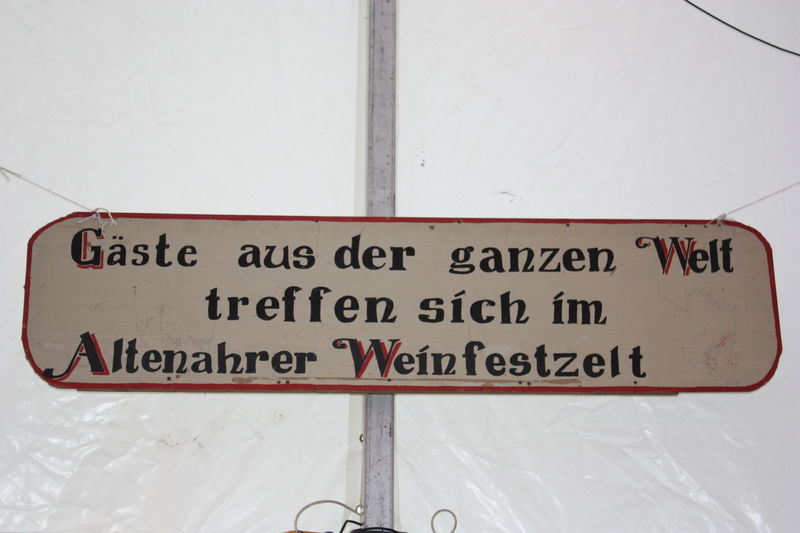 Gäste aus der ganzen Welt
treffen sich im
Altenahrer Weinfestzelt